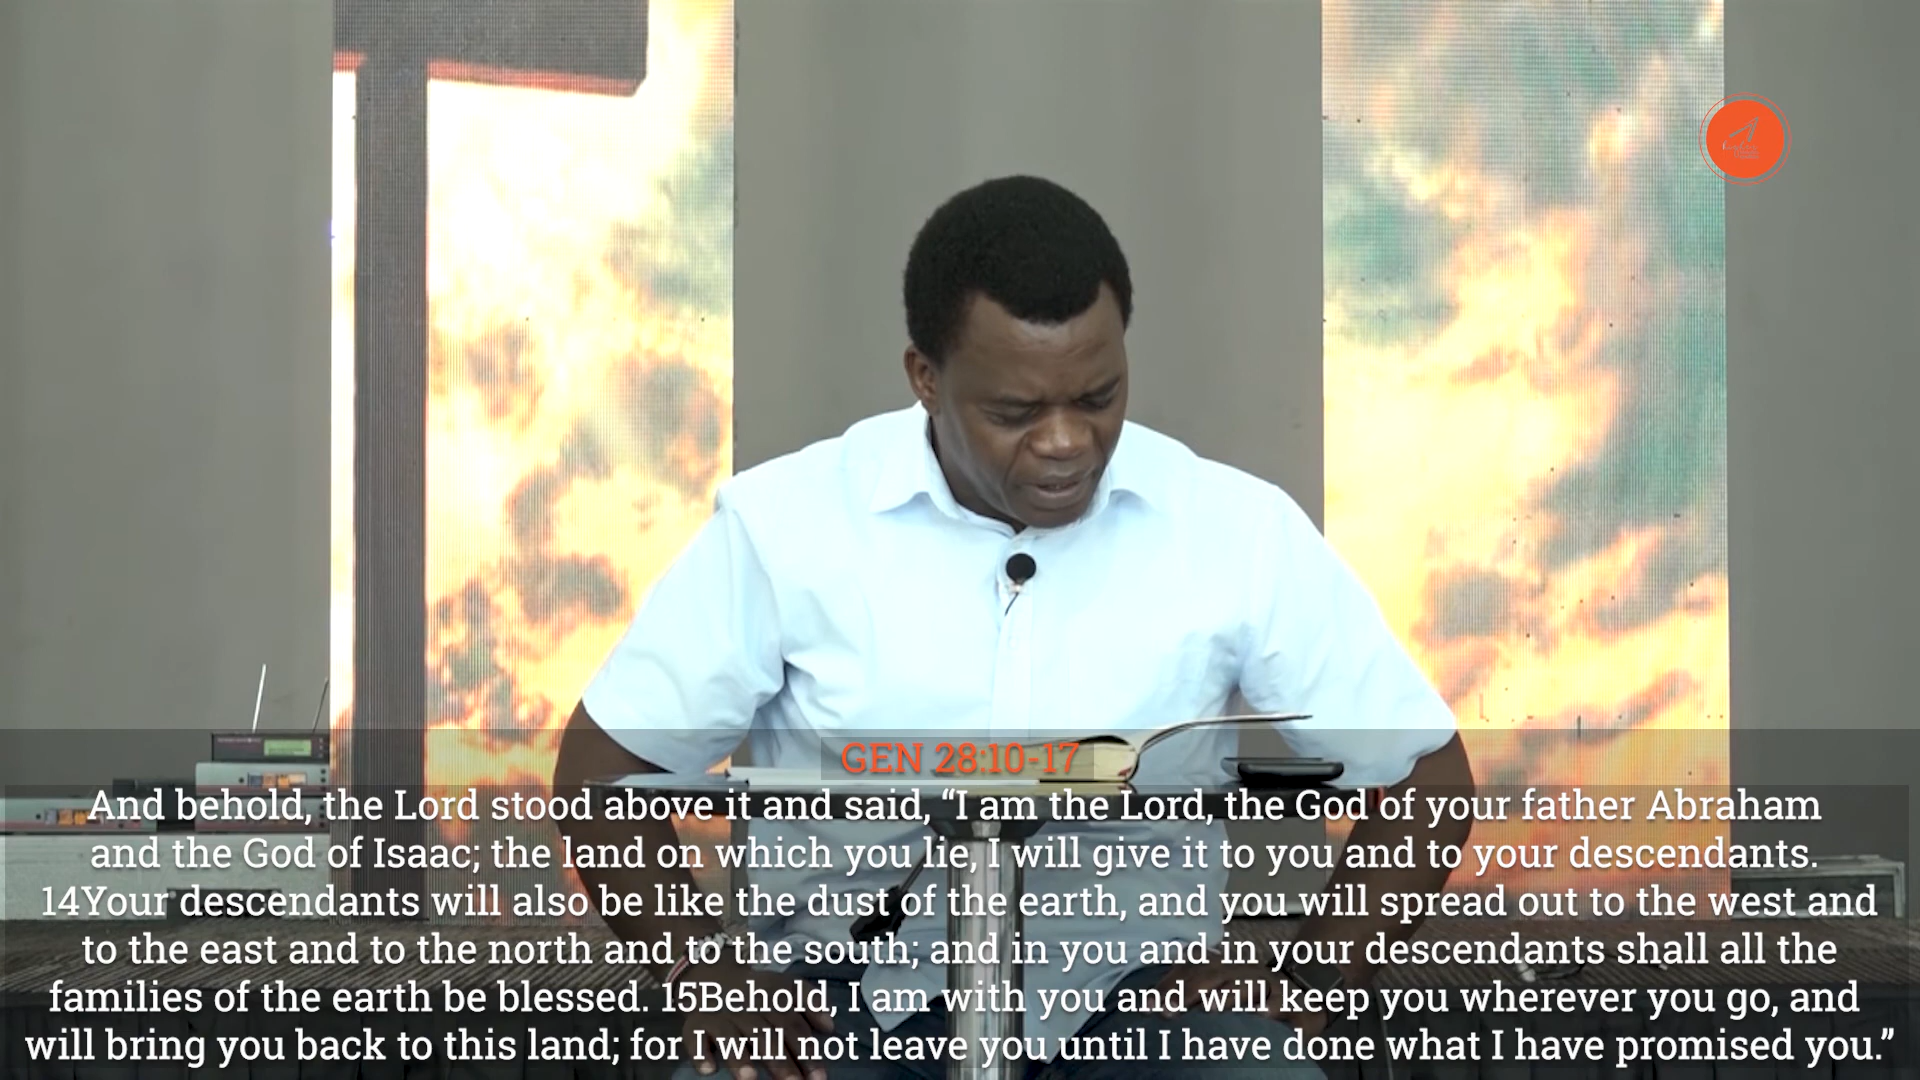 GEN 28:10-17
And behold, the Lord stood above it and said, “I am the Lord, the God of your father Abraham
and the God of Isaac; the land on which you lie, I will give it to you and to your descendants.
14Your descendants will also be like the dust of the earth, and you will spread out to the west and
to the east and to the north and to the south; and in you and in your descendants shall all the
families of the earth be blessed. 15Behold, I am with you and will keep you wherever you go, and
will bring you back to this land; for I will not leave you until I have done what I have promised you.”